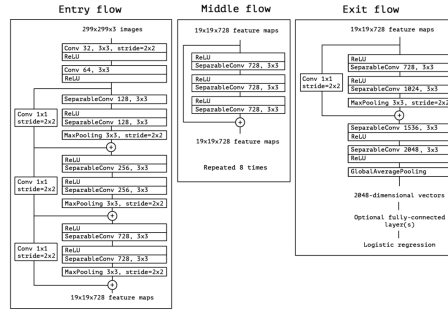 Entry flow
299x299x3 images
Conv 32, 3x3, stride=2x2
ReLU
Conv 64, 3x3
ReLU
SeparableConv 128, 3x3
Conv 1x1
stride=2x2
ReLU
SeparableConv 128, 3x3
MaxPooling 3x3, stride=2x2
+
ReLU
SeparableConv 256, 3x3
Conv 1x1
stride=2x2
ReLU
SeparableConv 256, 3x3
MaxPooling 3x3, stride=2x2
+
ReLU
SeparableConv 728, 3x3
Conv 1x1
stride=2x2
ReLU
SeparableConv 728, 3x3
MaxPooling 3x3, stride=2x2
+
19x19x728 feature maps
Middle flow
19x19x728 feature maps
ReLU
SeparableConv 728, 3x3
ReLU
SeparableConv 728, 3x3
ReLU
SeparableConv 728, 3x3
+
19x19x728 feature maps
Repeated 8 times
Exit flow
19x19x728 feature maps
ReLU
SeparableConv 728, 3x3
Conv 1x1
stride=2x2
ReLU
SeparableConv 1024, 3x3
MaxPooling 3x3, stride=2x2
+
SeparableConv 1536, 3x3
ReLU
SeparableConv 2048, 3x3
ReLU
GlobalAveragePooling
2048-dimensional vectors
Optional fully-connected
layer(s)
Logistic regression